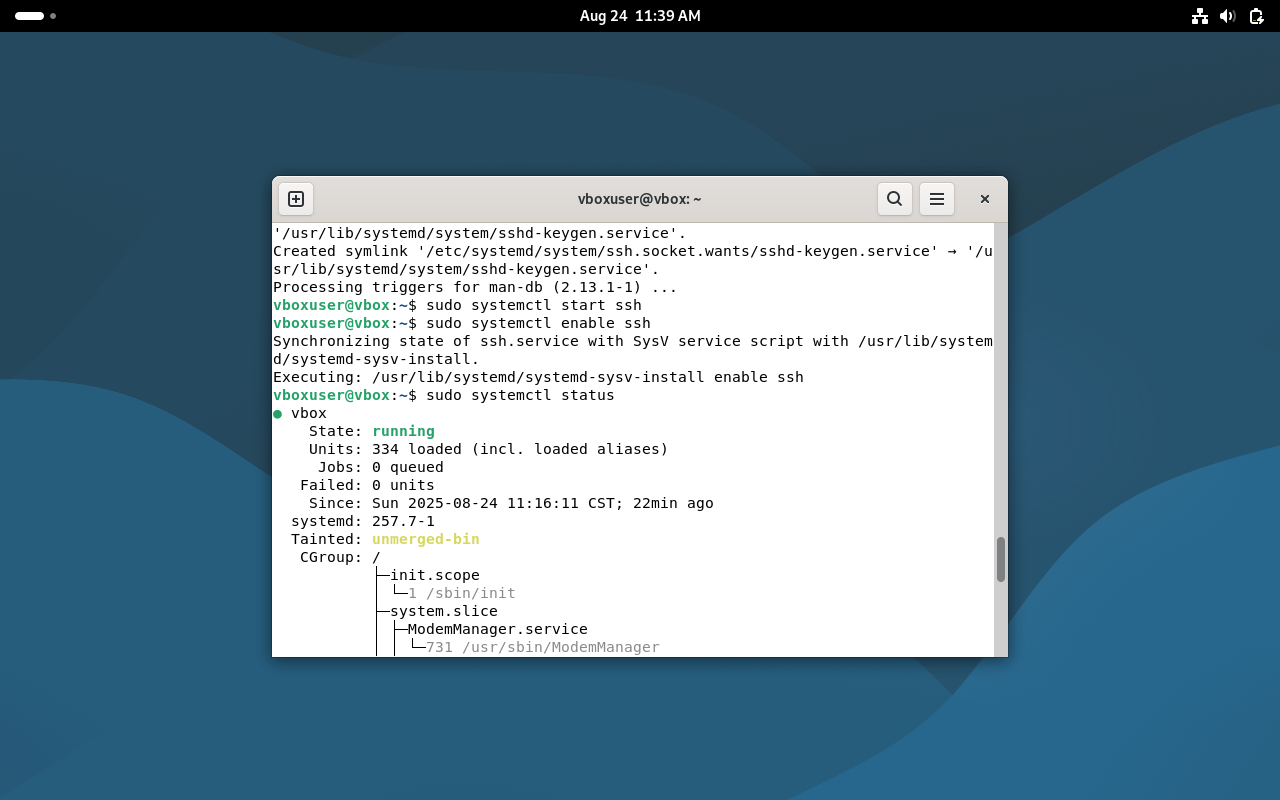 Aug 24 11:39 AM
vboxuser@vbox: ~
'/usr/lib/systemd/system/sshd-keygen.service'.
Created symlink '/etc/systemd/system/ssh.socket.wants/sshd-keygen.service' → '/u
sr/lib/systemd/system/sshd-keygen.service'.
Processing triggers for man-db (2.13.1-1) ...
vboxuser@vbox:~$ sudo systemctl start ssh
vboxuser@vbox:~$ sudo systemctl enable ssh
Synchronizing state of ssh.service with SysV service script with /usr/lib/system
d/systemd-sysv-install.
Executing: /usr/lib/systemd/systemd-sysv-install enable ssh
vboxuser@vbox:~$ sudo systemctl status
● vbox
    State: running
    Units: 334 loaded (incl. loaded aliases)
     Jobs: 0 queued
   Failed: 0 units
    Since: Sun 2025-08-24 11:16:11 CST; 22min ago
  systemd: 257.7-1
  Tainted: unmerged-bin
   CGroup: /
           ├─init.scope
           │ └─1 /sbin/init
           ├─system.slice
           │ ├─ModemManager.service
           │ │ └─731 /usr/sbin/ModemManager